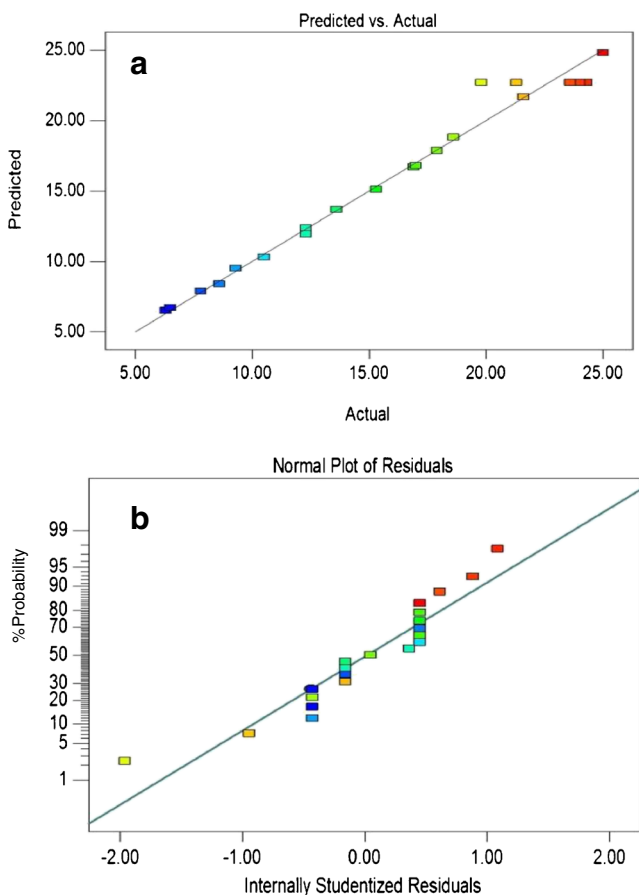 Predicted vs. Actual
a
25.00
20.00
15.00
10.00
5.00
Predicted
5.00 10.00 15.00 20.00 25.00
Actual
Normal Plot of Residuals
b
99
95
90
80
70
50
30
20
10
5
1
%Probability
-2.00 -1.00 0.00 1.00 2.00
Internally Studentized Residuals